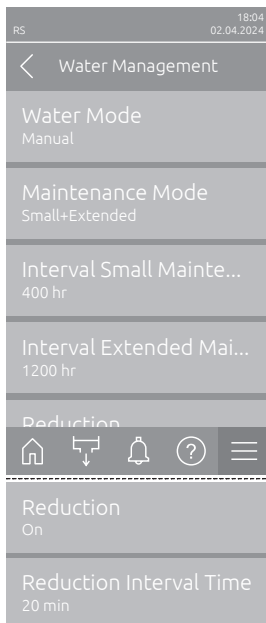 18:04
RS 02.04.2024
Water Management
Water Mode
Manual
Maintenance Mode
Small+Extended
Interval Small Mainte...
400 hr
Interval Extended Mai...
1200 hr
Reduction
?
Reduction
On
Reduction Interval Time
20 min